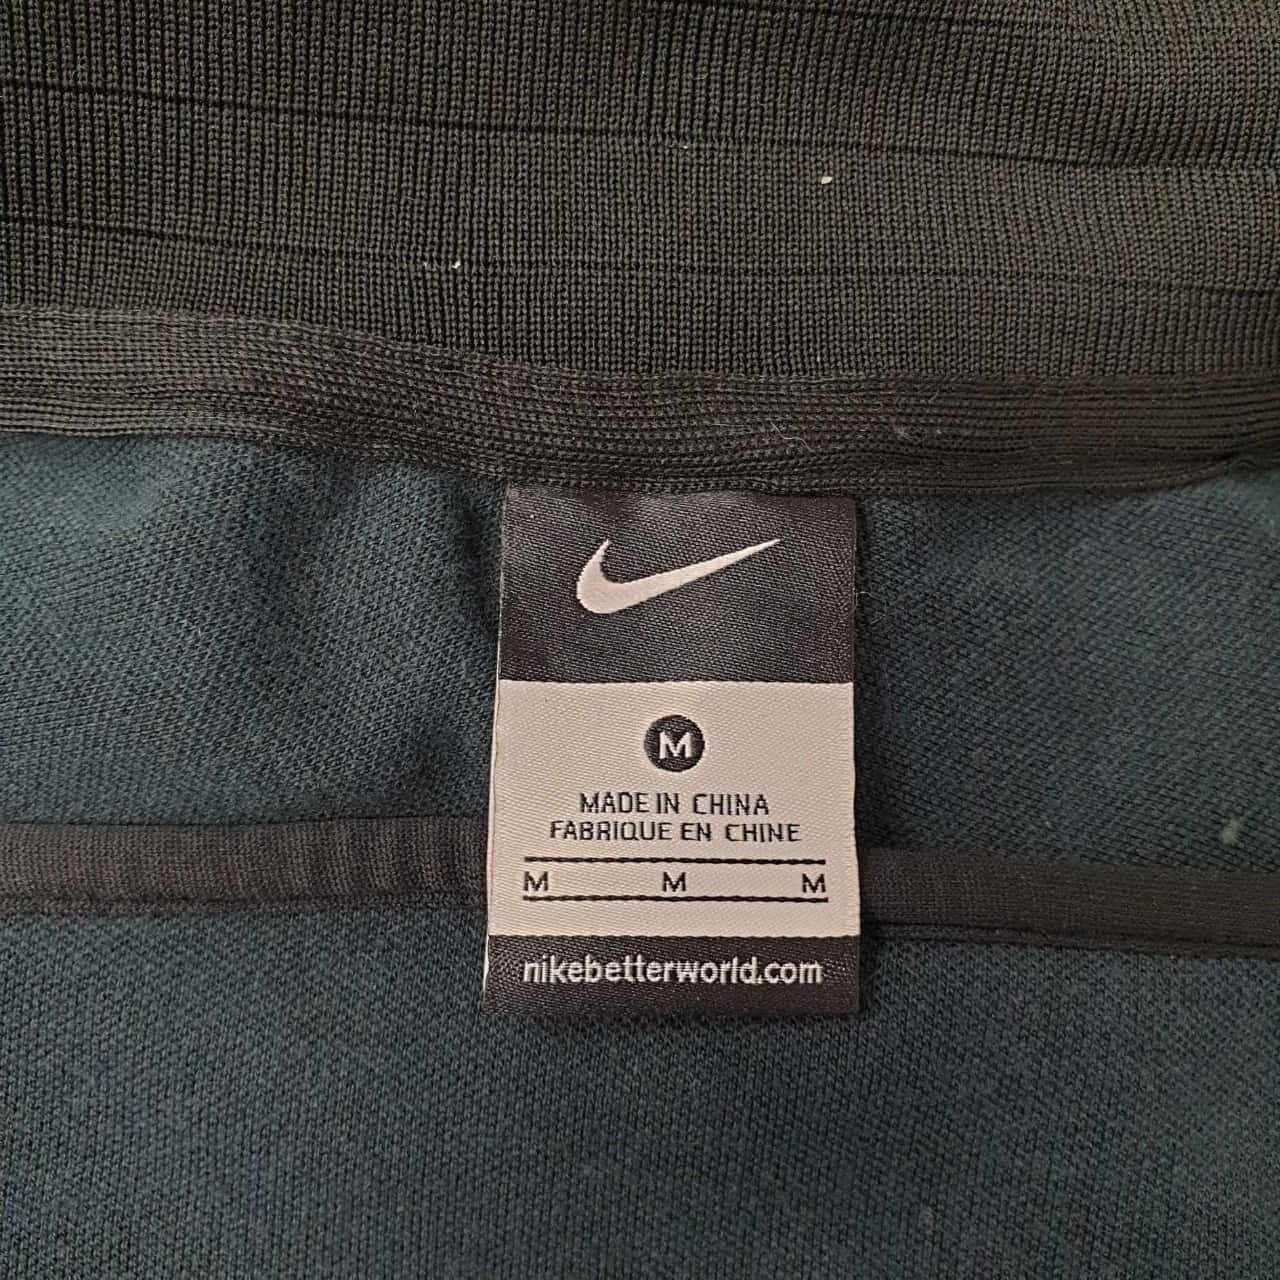 M
MADE IN CHINA
FABRIQUE EN CHINE
M M M
nikebetterworld.com